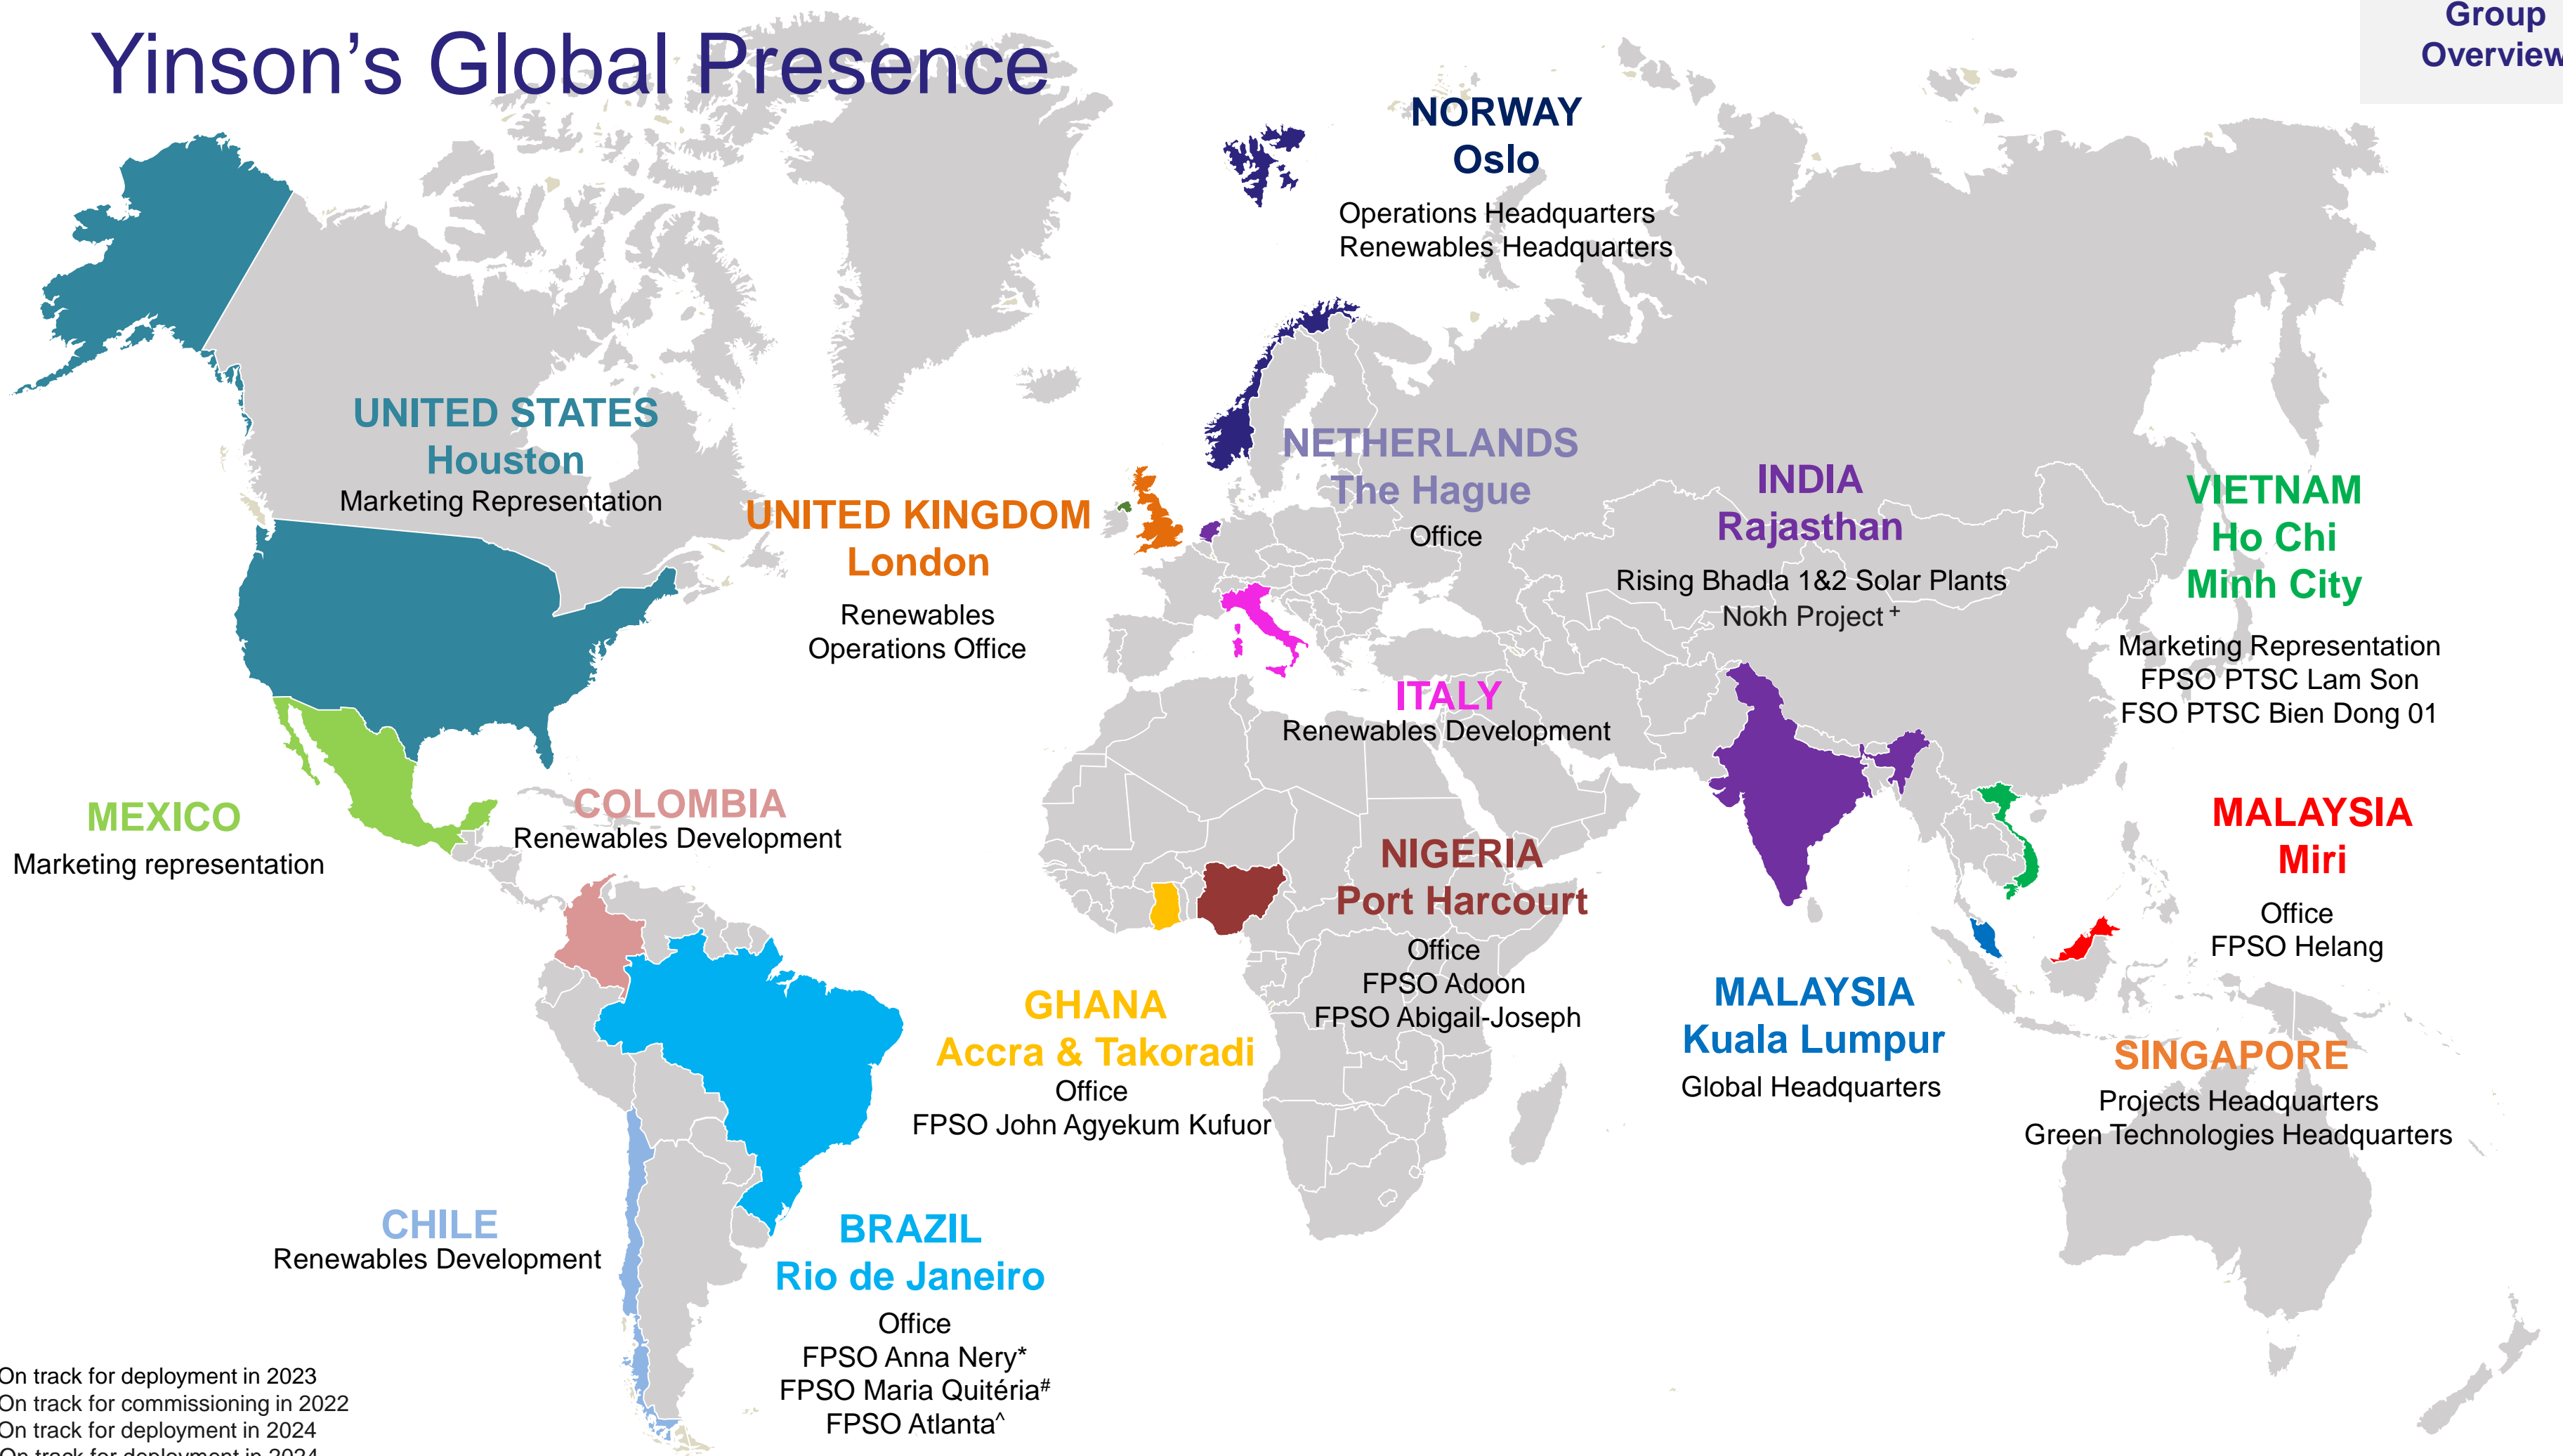 Yinson's Global Presence
Group
Overview
NORWAY
Oslo
Operations Headquarters
Renewables Headquarters
UNITED STATES
Houston
Marketing Representation
UNITED KINGDOM
London
Renewables
Operations Office
NETHERLANDS
The Hague
Office
INDIA
Rajasthan
Rising Bhadla 1&2 Solar Plants
Nokh Project +
VIETNAM
Ho Chi
Minh City
Marketing Representation
FPSO PTSC Lam Son
FSO PTSC Bien Dong 01
ITALY
Renewables Development
MEXICO
Marketing representation
COLOMBIA
Renewables Development
NIGERIA
Port Harcourt
Office
FPSO Adoon
FPSO Abigail-Joseph
MALAYSIA
Miri
Office
FPSO Helang
GHANA
Accra & Takoradi
Office
FPSO John Agyekum Kufuor
MALAYSIA
Kuala Lumpur
Global Headquarters
SINGAPORE
Projects Headquarters
Green Technologies Headquarters
CHILE
Renewables Development
BRAZIL
Rio de Janeiro
Office
FPSO Anna Nery*
FPSO Maria Quitéria#
FPSO Atlanta^
On track for deployment in 2023
On track for commissioning in 2022
On track for deployment in 2024
On track for deployment in 2024